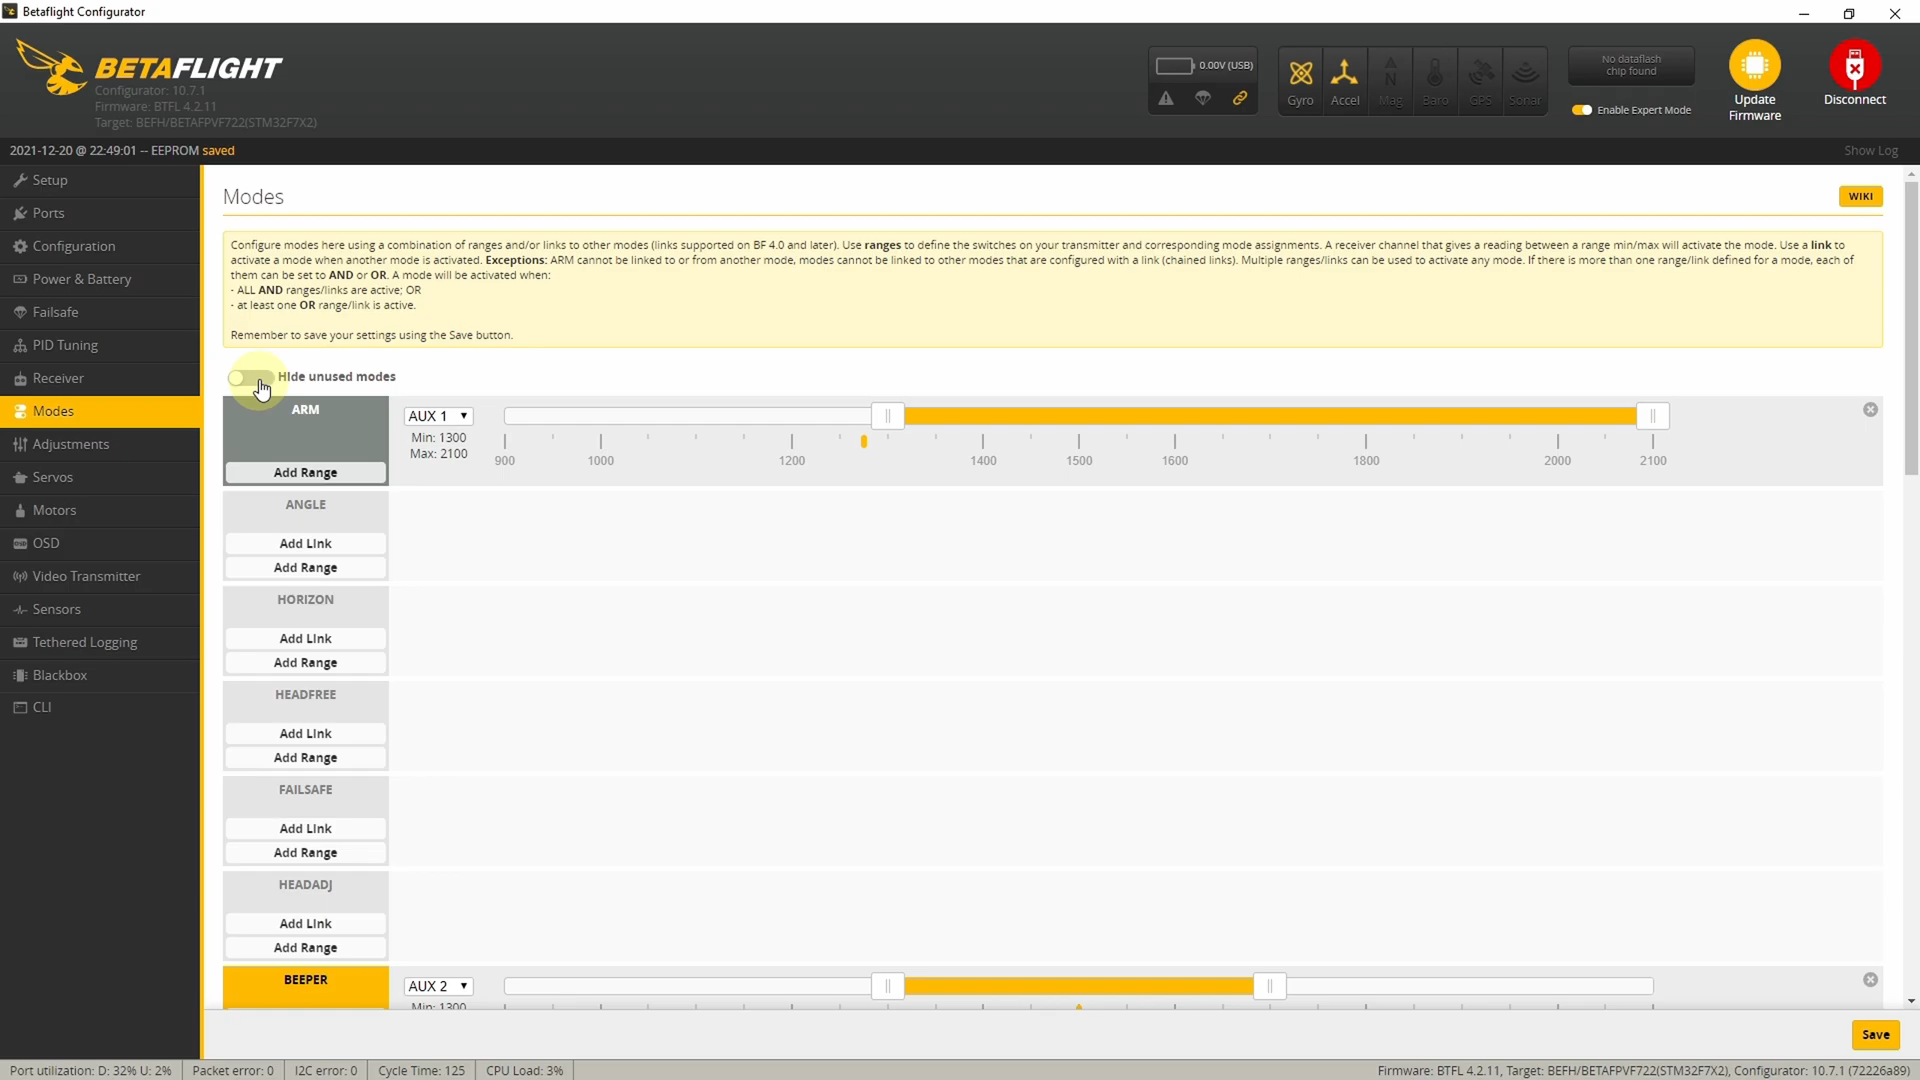 Betaflight Configurator
BETAFLIGHT
Configurator: 10.7.1
Firmware: BTFL 4.2.11
Target: BEFH/BETAFPVF722(STM32F7X2)
0.00V (USB)
Gyro
Accel
Mag
Baro
GPS
Sonar
No dataflash
chip found
Enable Expert Mode
Update
Firmware
Disconnect
2021-12-20 @ 22:49:01 -- EEPROM saved
Show Log
Setup
Ports
Configuration
Power & Battery
Failsafe
PID Tuning
Receiver
Modes
Adjustments
Servos
Motors
OSD
Video Transmitter
Sensors
Tethered Logging
Blackbox
CLI
Modes
WIKI
Configure modes here using a combination of ranges and/or links to other modes (links supported on BF 4.0 and later). Use ranges to define the switches on your transmitter and corresponding mode assignments. A receiver channel that gives a reading between a range min/max will activate the mode. Use a link to
activate a mode when another mode is activated. Exceptions: ARM cannot be linked to or from another mode, modes cannot be linked to other modes that are configured with a link (chained links). Multiple ranges/links can be used to activate any mode. If there is more than one range/link defined for a mode, each of
them can be set to AND or OR. A mode will be activated when:
- ALL AND ranges/links are active; OR
- at least one OR range/link is active.
Remember to save your settings using the Save button.
Hide unused modes
ARM
Add Range
AUX 1
Min: 1300
Max: 2100
900 1000 1200 1400 1500 1600 1800 2000 2100
ANGLE
Add Link
Add Range
HORIZON
Add Link
Add Range
HEADFREE
Add Link
Add Range
FAILSAFE
Add Link
Add Range
HEADADJ
Add Link
Add Range
BEEPER
AUX 2
Min: 1300
Save
Port utilization: D: 32% U: 2%
Packet error: 0
I2C error: 0
Cycle Time: 125
CPU Load: 3%
Firmware: BTFL 4.2.11, Target: BEFH/BETAFPVF722(STM32F7X2), Configurator: 10.7.1 (72226a89)